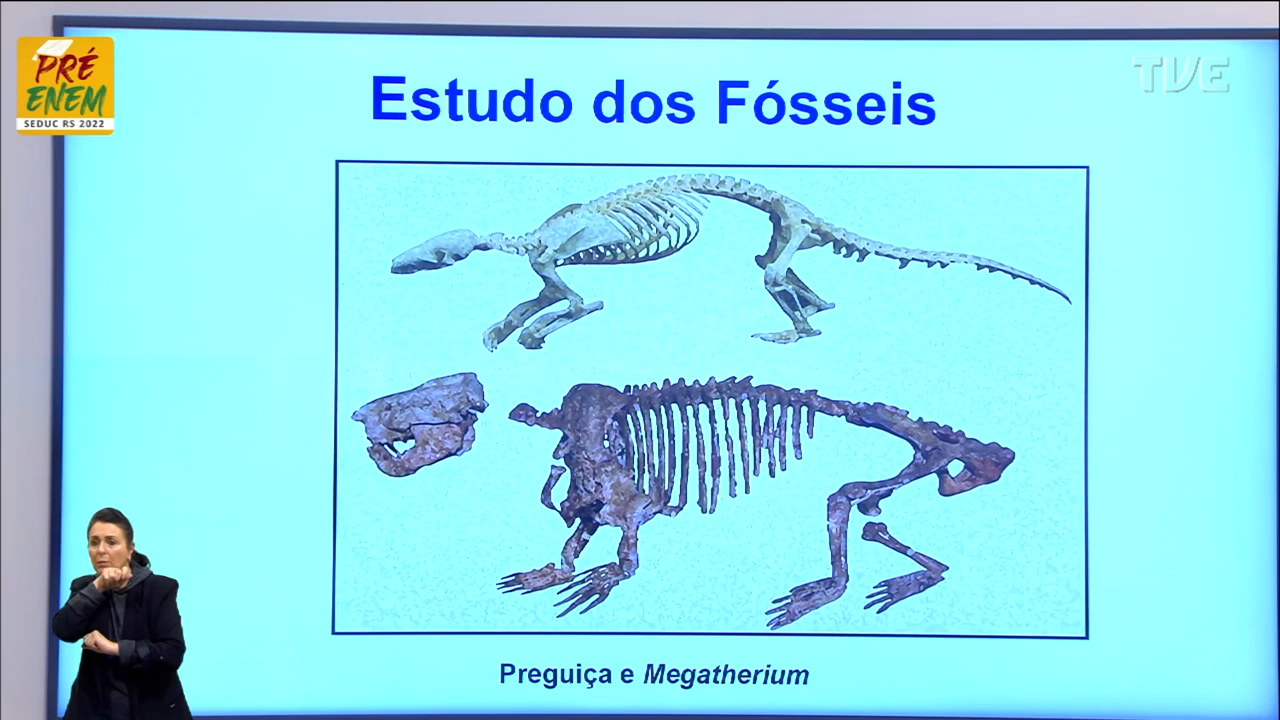 PRÉ
ENEM
SEDUC RS 2022
TVE
Estudo dos Fósseis
Preguiça e Megatherium